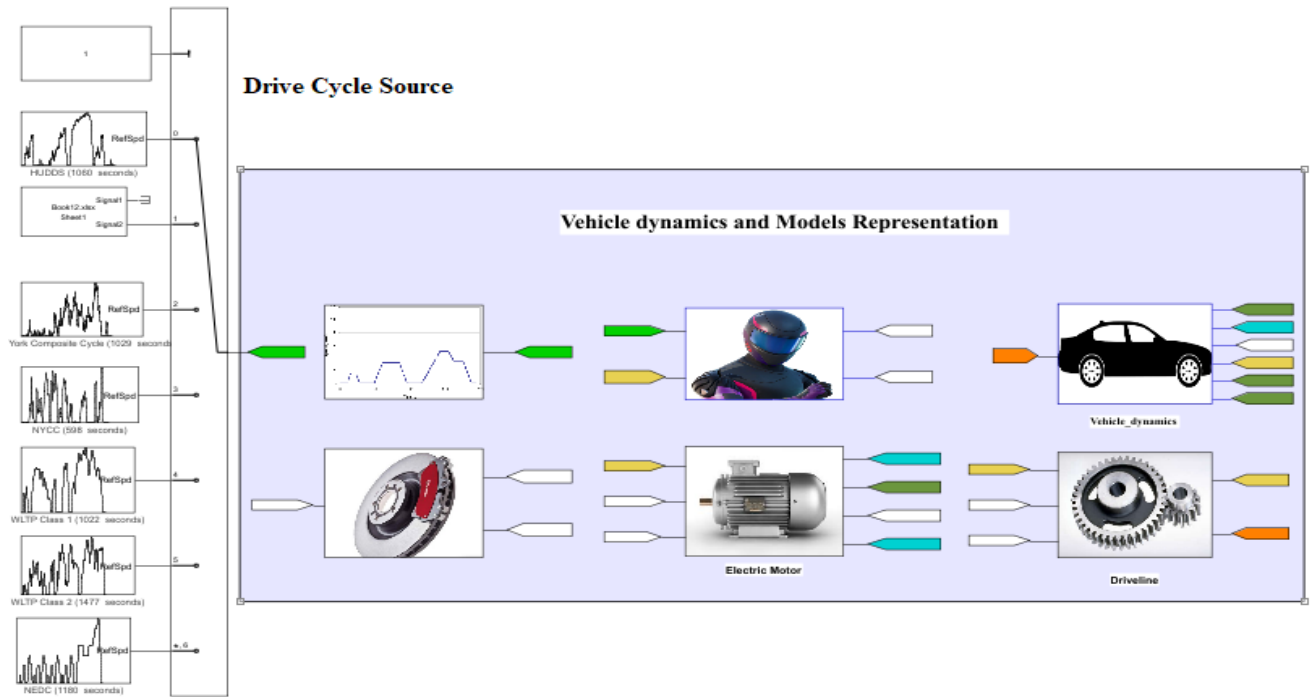 1
Drive Cycle Source
0
RefSpd
HUDDS (1060 seconds)
Signal1
Book12.xlsx
Sheet1
Signal2
1
Vehicle dynamics and Models Representation
2
RefSpd
York Composite Cycle (1029 seconds
3
RefSpd
NYCC (598 seconds)
Vehicle_dynamics
4
RefSpd
WLTP Class 1 (1022 seconds)
5
RefSpd
WLTP Class 2 (1477 seconds)
Electric Motor
Driveline
*, 6
RefSpd
NEDC (1180 seconds)